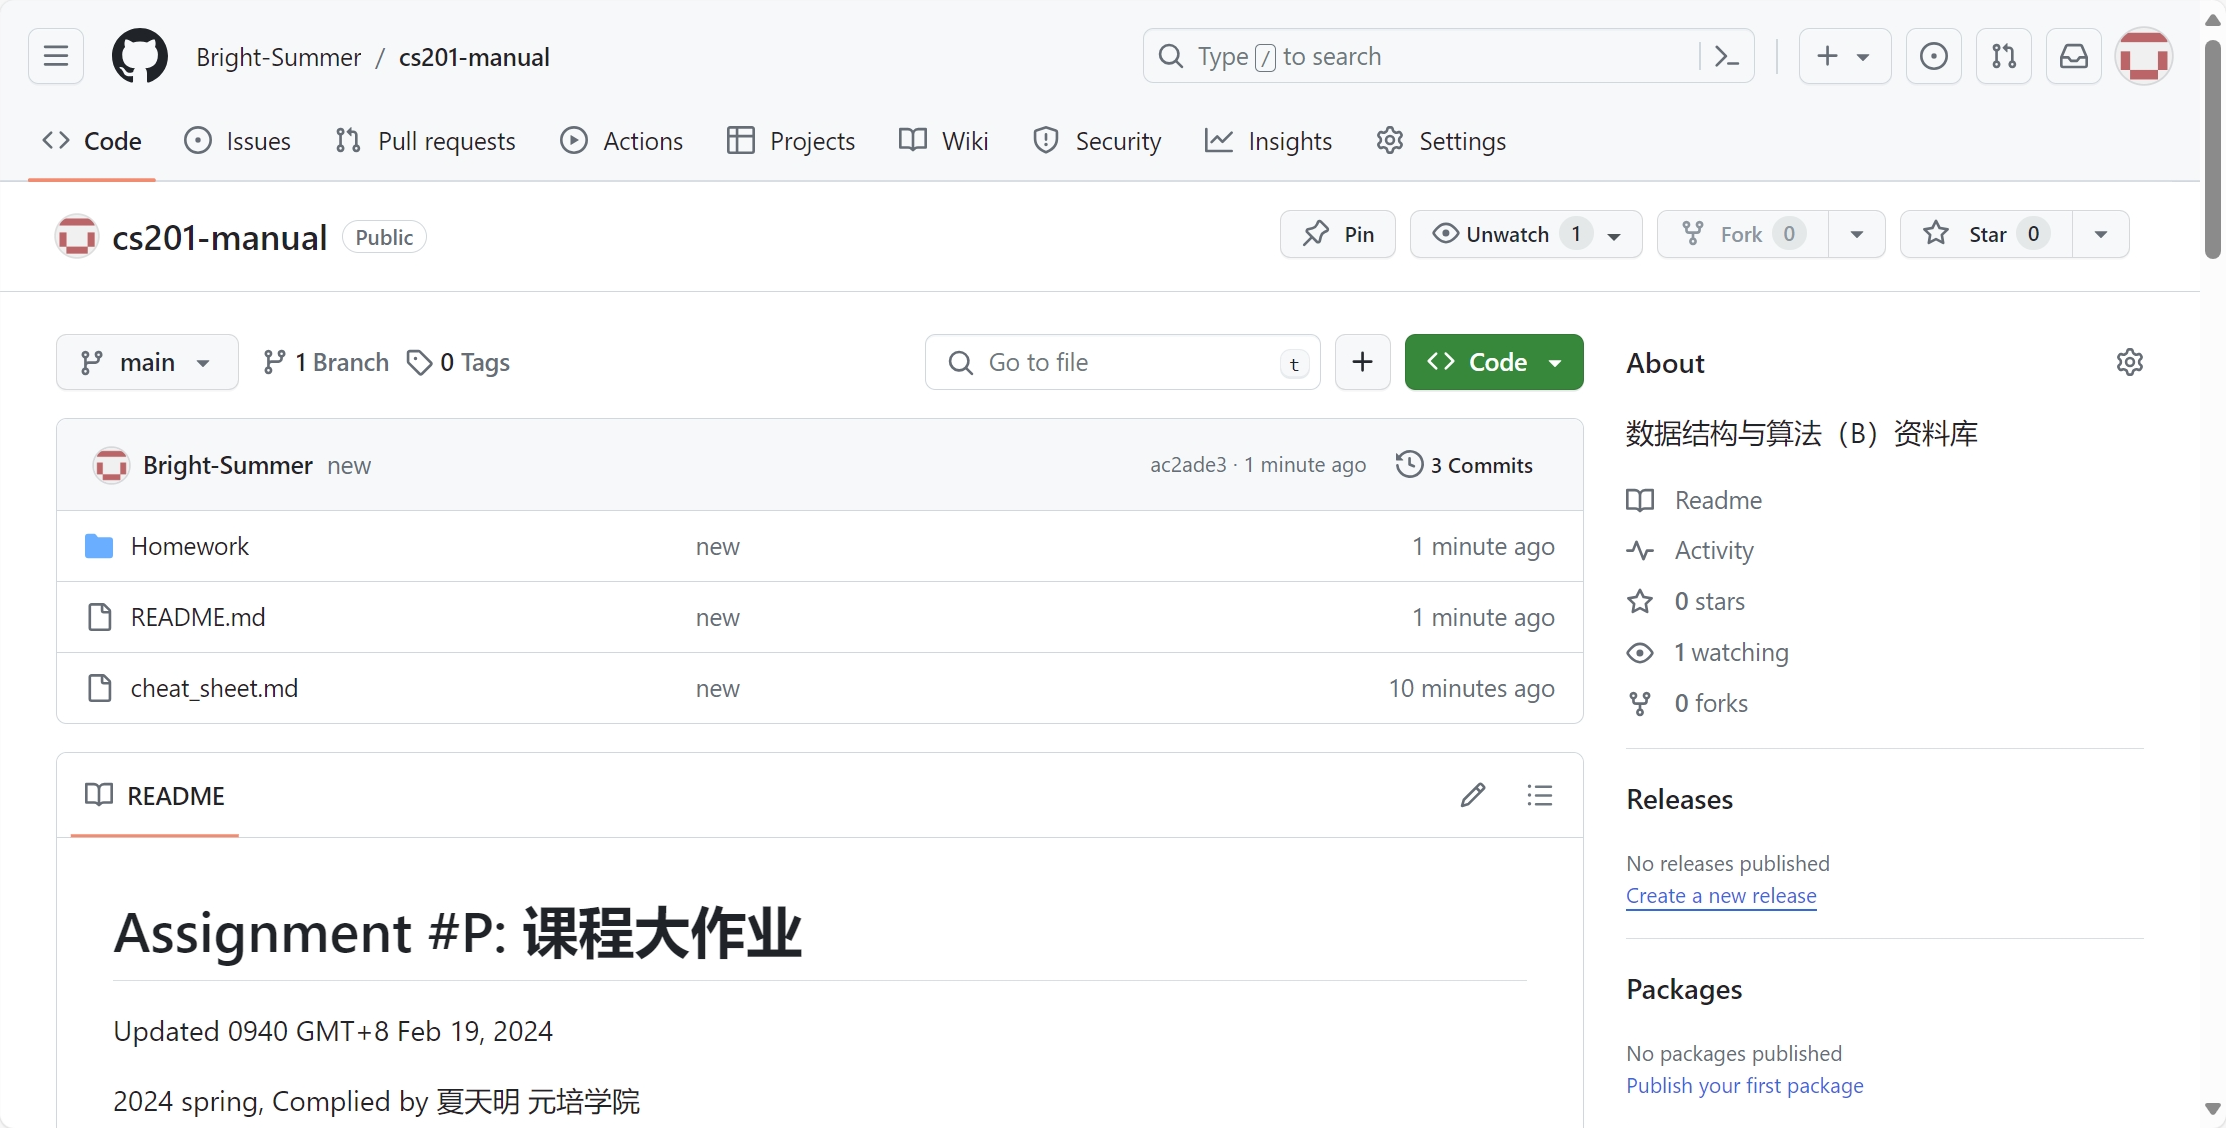 Bright-Summer / cs201-manual
Type / to search
Code Issues Pull requests Actions Projects Wiki Security Insights Settings
cs201-manual Public
Pin Unwatch 1 Fork 0 Star 0
main 1 Branch 0 Tags
Go to file t
Code
Bright-Summer new ac2ade3 · 1 minute ago 3 Commits
Homework new 1 minute ago
README.md new 1 minute ago
cheat_sheet.md new 10 minutes ago
README
Assignment #P: 课程大作业
Updated 0940 GMT+8 Feb 19, 2024
2024 spring, Complied by 夏天明 元培学院
About
数据结构与算法（B）资料库
Readme
Activity
0 stars
1 watching
0 forks
Releases
No releases published
Create a new release
Packages
No packages published
Publish your first package